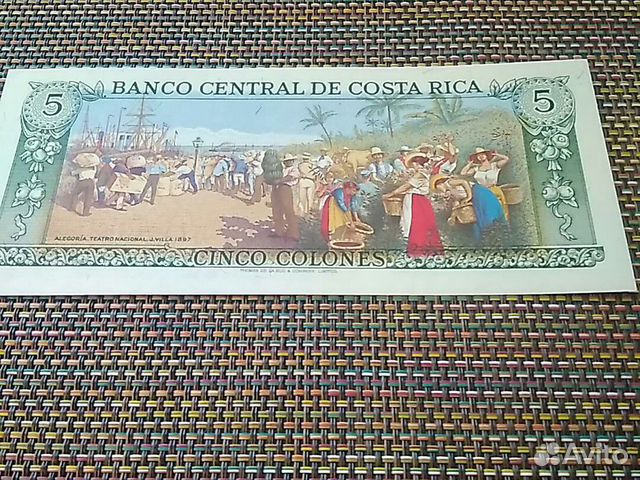 BANCO CENTRAL DE COSTA RICA
5
5
ALEGORIA. TEATRO NACIONAL. J. VILLA 1897
CINCO COLONES
THOMAS DE LA RUE & COMPANY LIMITED
Avito